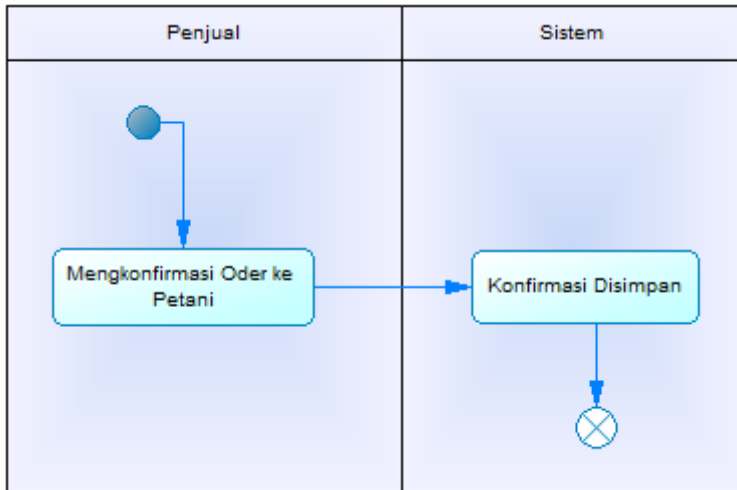 Penjual
Sistem
Mengkonfirmasi Oder ke
Petani
Konfirmasi Disimpan